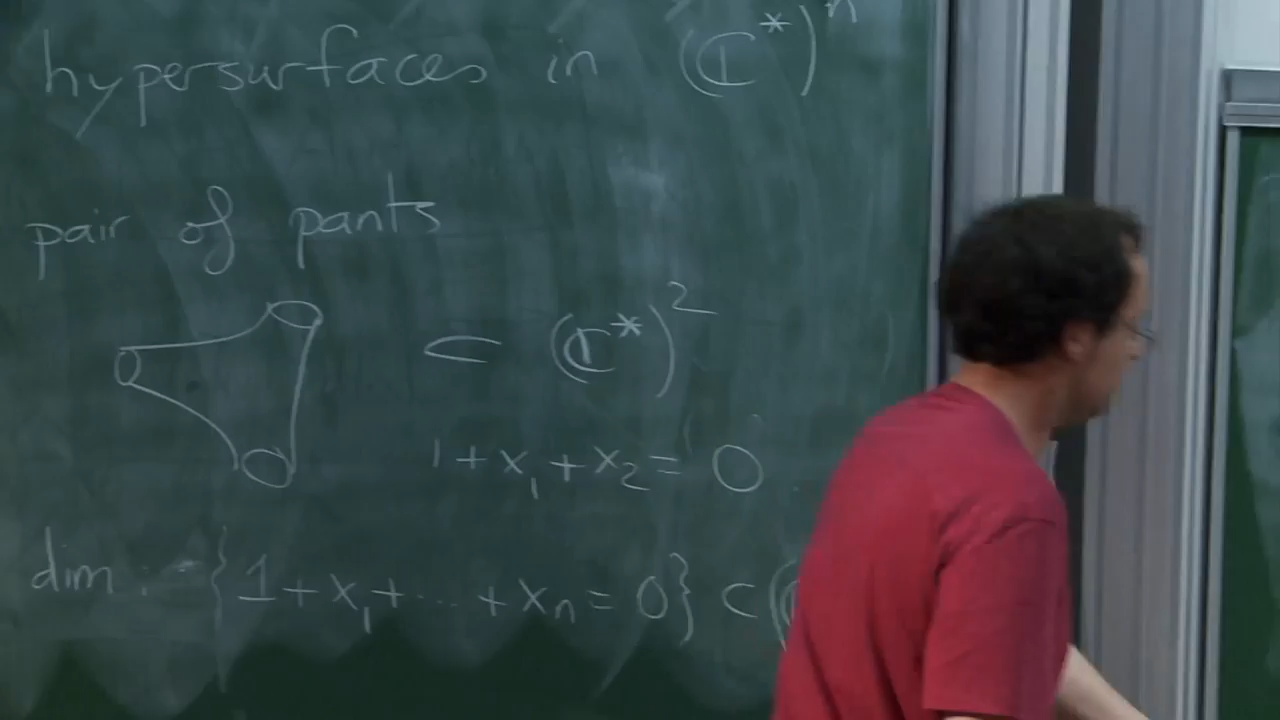 hypersurfaces in (ℂ*)ⁿ
pair of pants
⊂ (ℂ*)²
1 + x₁ + x₂ = 0
dim. {1 + x₁ + ... + xₙ = 0} ⊂ (